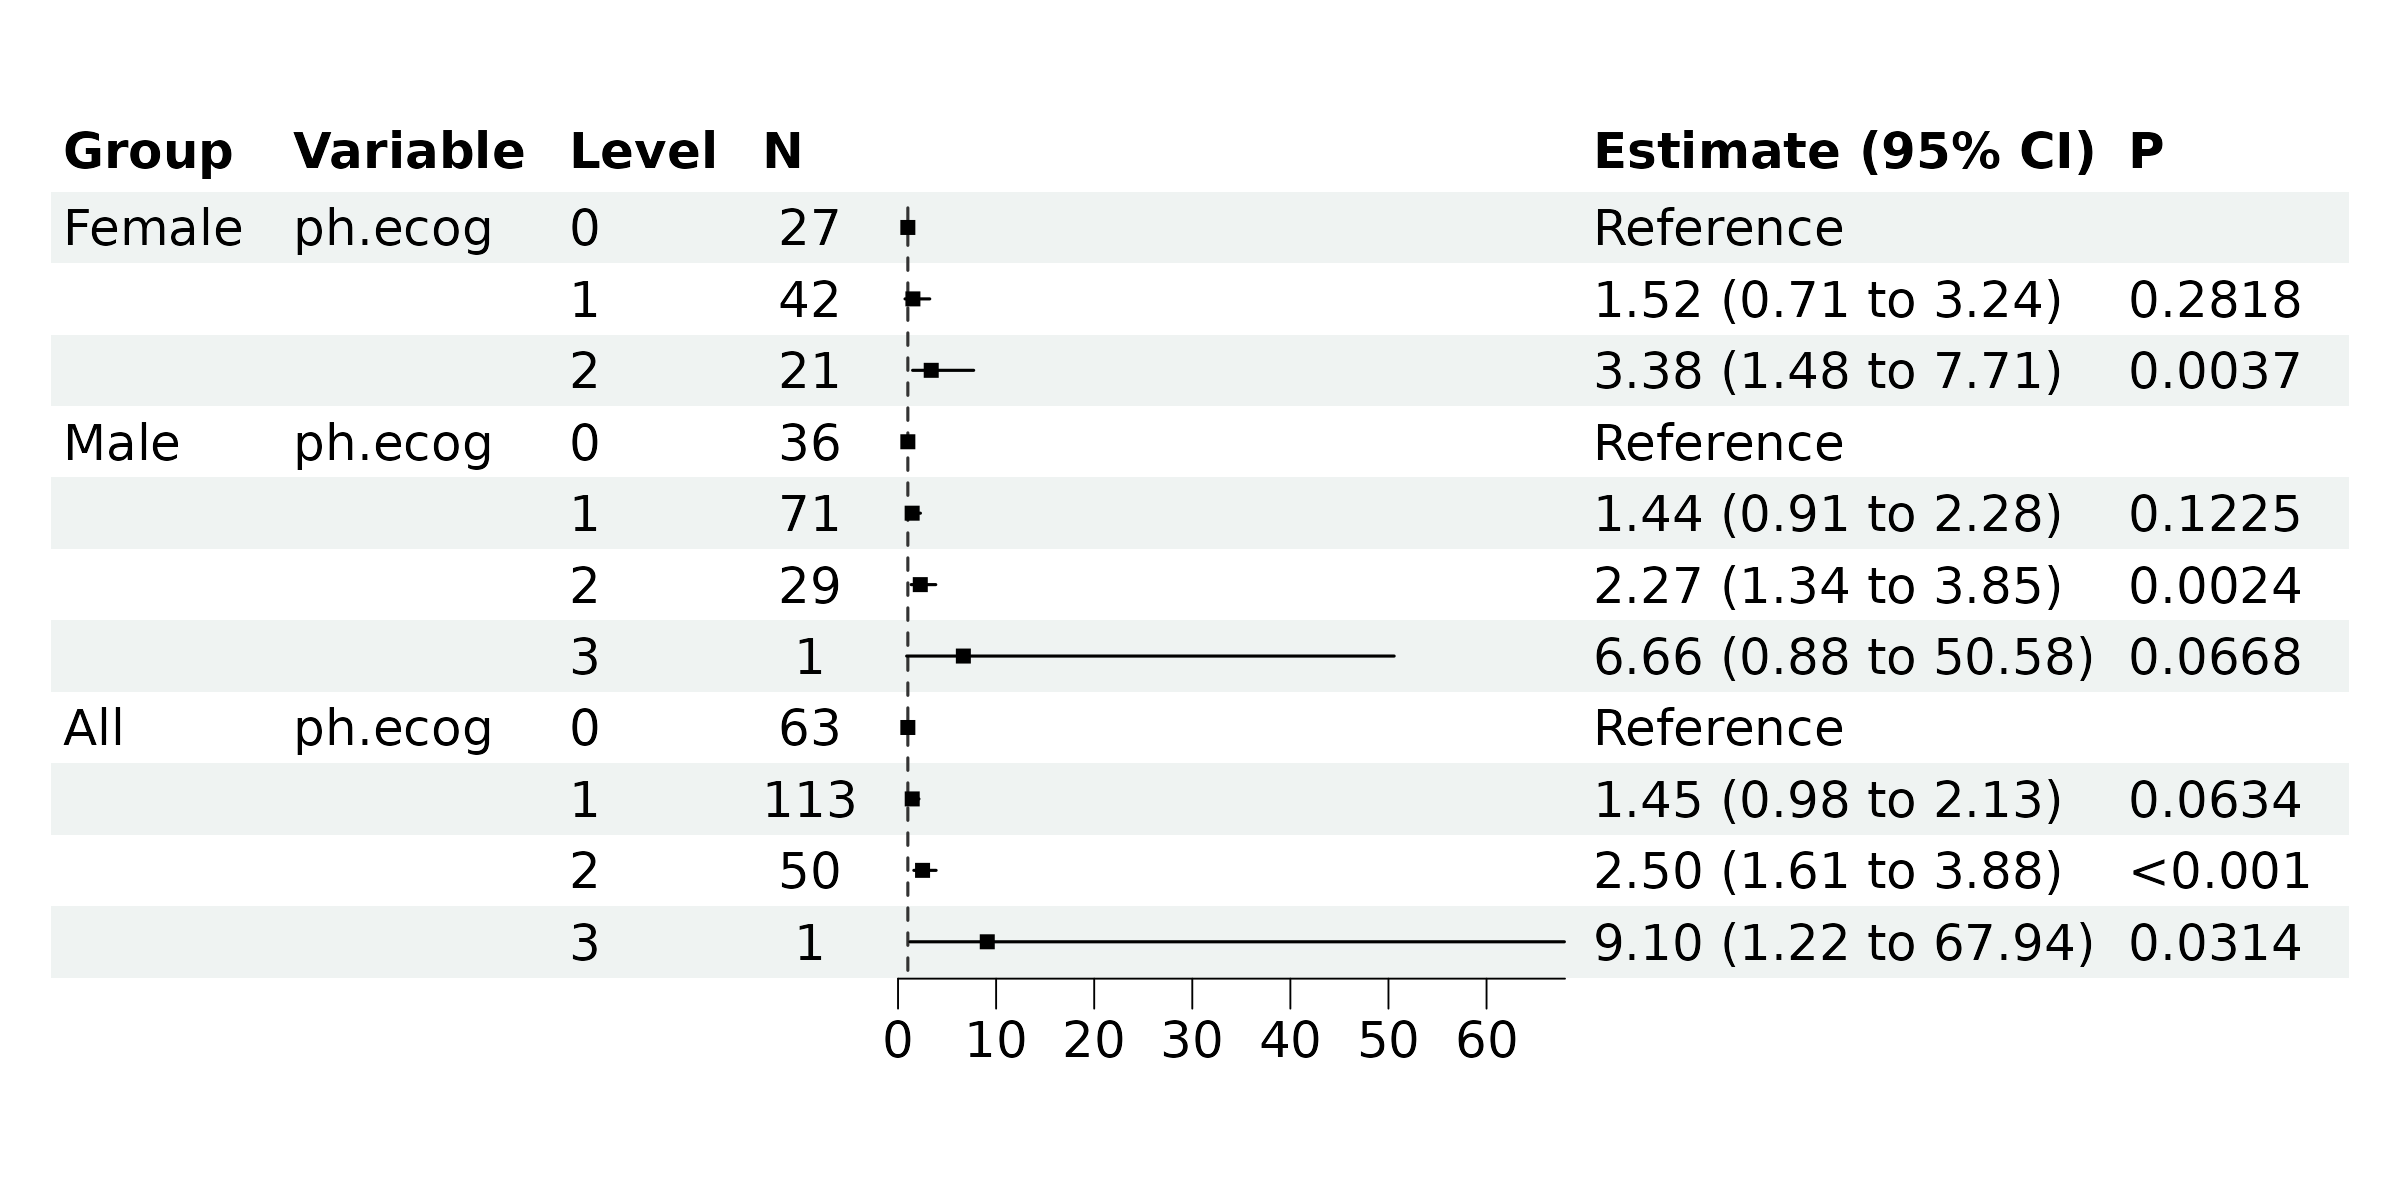 Group Variable Level N Estimate (95% CI) P
Female ph.ecog 0 27 Reference
1 42 1.52 (0.71 to 3.24) 0.2818
2 21 3.38 (1.48 to 7.71) 0.0037
Male ph.ecog 0 36 Reference
1 71 1.44 (0.91 to 2.28) 0.1225
2 29 2.27 (1.34 to 3.85) 0.0024
3 1 6.66 (0.88 to 50.58) 0.0668
All ph.ecog 0 63 Reference
1 113 1.45 (0.98 to 2.13) 0.0634
2 50 2.50 (1.61 to 3.88) <0.001
3 1 9.10 (1.22 to 67.94) 0.0314
0 10 20 30 40 50 60